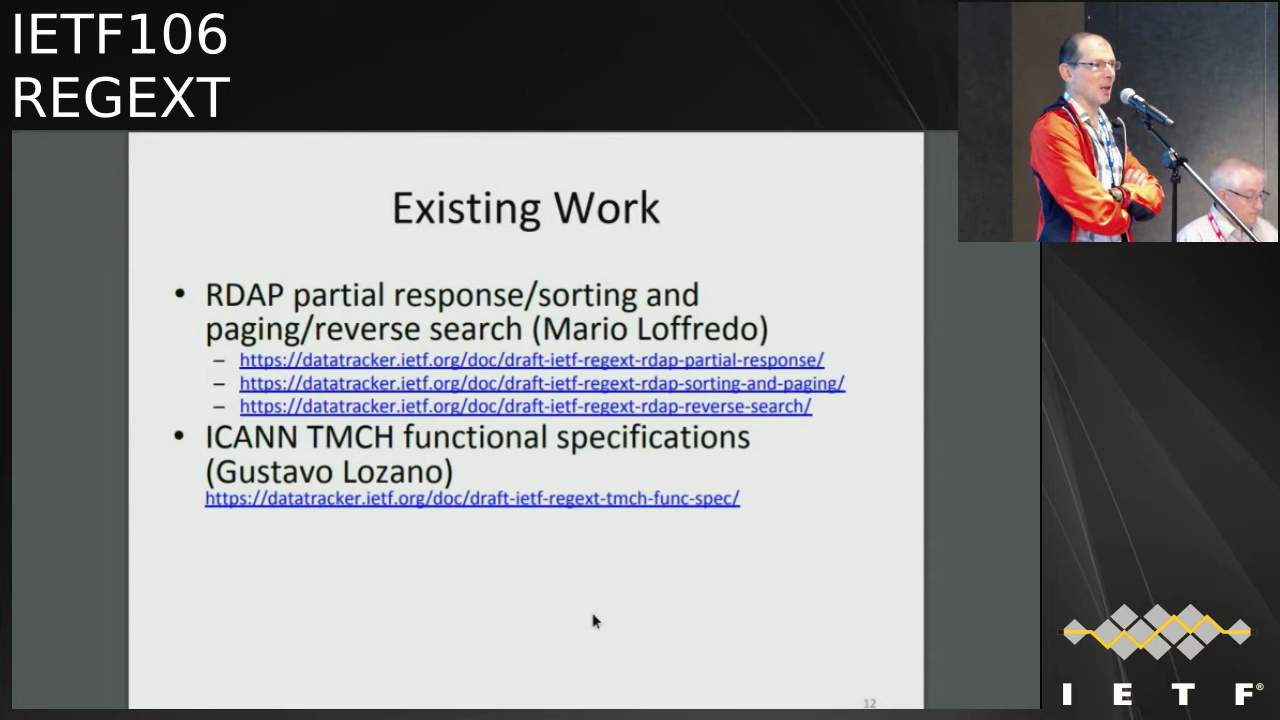 IETF106
REGEXT
Existing Work
• RDAP partial response/sorting and
paging/reverse search (Mario Loffredo)
– https://datatracker.ietf.org/doc/draft-ietf-regext-rdap-partial-response/
– https://datatracker.ietf.org/doc/draft-ietf-regext-rdap-sorting-and-paging/
– https://datatracker.ietf.org/doc/draft-ietf-regext-rdap-reverse-search/
• ICANN TMCH functional specifications
(Gustavo Lozano)
https://datatracker.ietf.org/doc/draft-ietf-regext-tmch-func-spec/
12
I E T F®